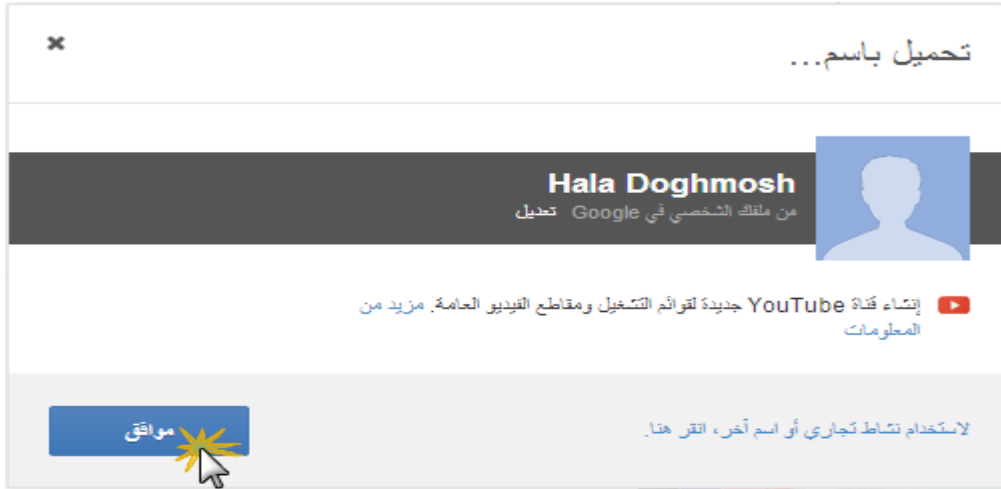 تحميل باسم...
Hala Doghmosh
من ملفك الشخصي في Google تعديل
إنشاء قناة YouTube جديدة لقوائم التشغيل ومقاطع الفيديو العامة. مزيد من
المعلومات
لاستخدام نشاط تجاري أو اسم آخر، انقر هنا.
موافق